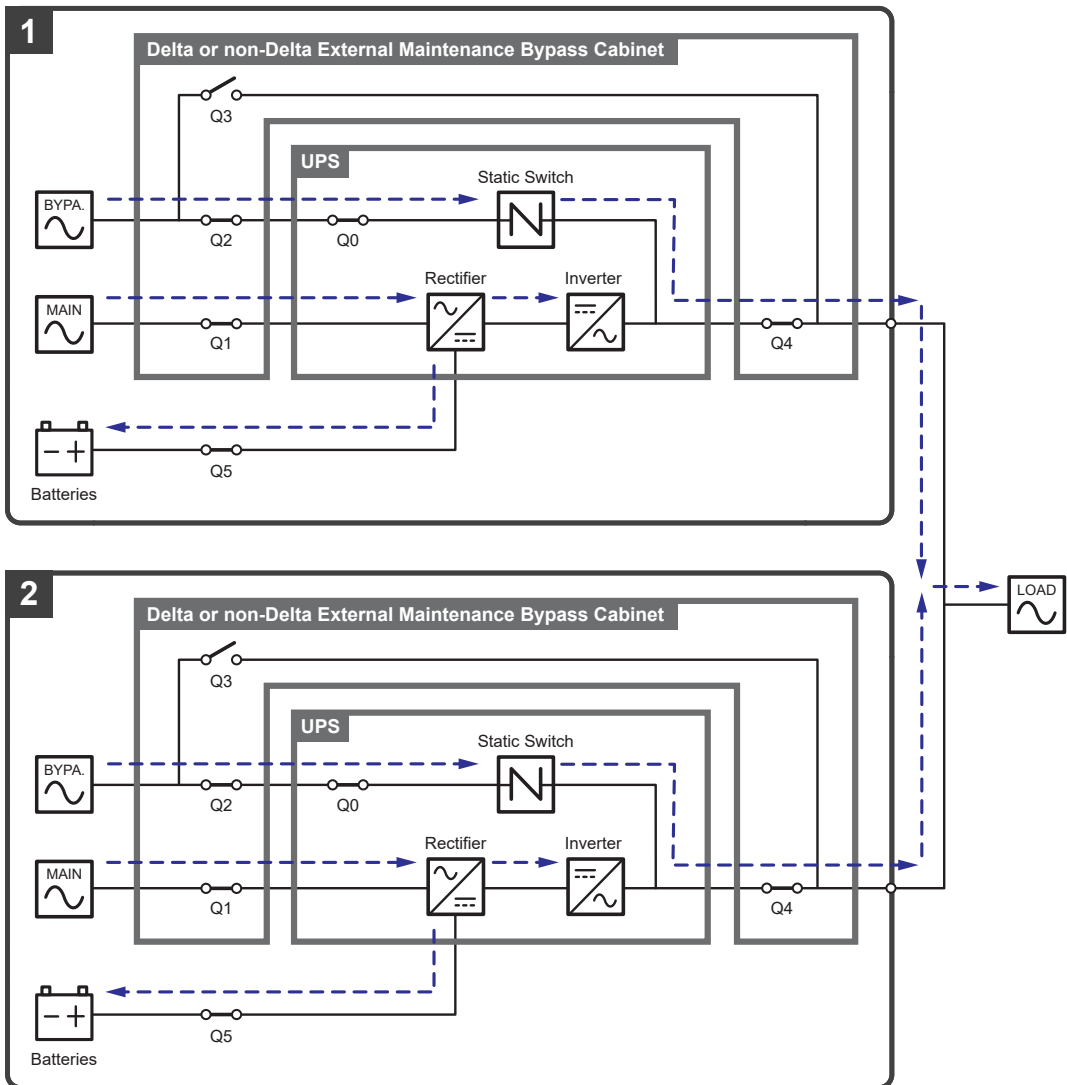 1
Delta or non-Delta External Maintenance Bypass Cabinet
Q3
UPS
Static Switch
BYPA.
Q2
Q0
Rectifier
Inverter
MAIN
Q1
Q4
Q5
Batteries
2
Delta or non-Delta External Maintenance Bypass Cabinet
LOAD
Q3
UPS
Static Switch
BYPA.
Q2
Q0
Rectifier
Inverter
MAIN
Q1
Q4
Q5
Batteries